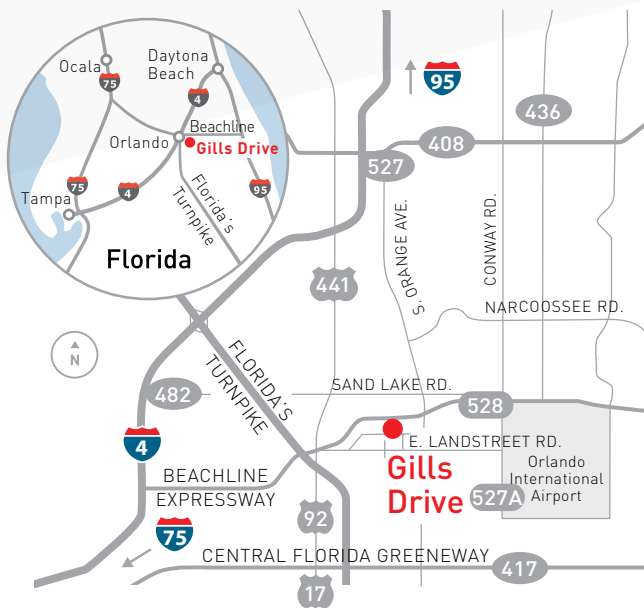 Ocala
75
Daytona
Beach
4
Orlando
Beachline
Gills Drive
75
4
95
Tampa
Florida's
Turnpike
Florida
95
436
408
527
441
S. ORANGE AVE.
CONWAY RD.
NARCOOSSEE RD.
N
FLORIDA'S
TURNPIKE
482
SAND LAKE RD.
528
4
E. LANDSTREET RD.
Gills
Drive
Orlando
International
Airport
BEACHLINE
EXPRESSWAY
527A
92
75
CENTRAL FLORIDA GREENEWAY
417
17